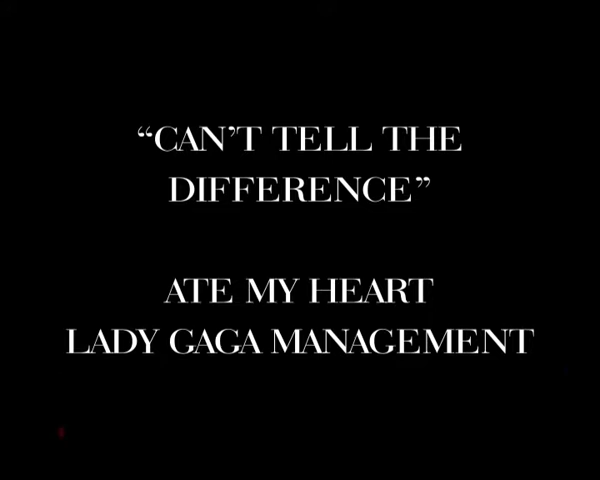 “CAN’T TELL THE
DIFFERENCE”
ATE MY HEART
LADY GAGA MANAGEMENT